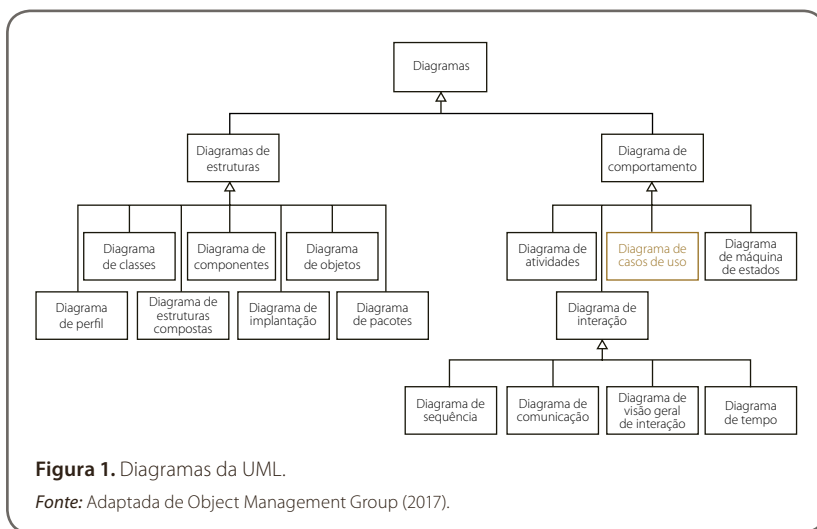 Diagramas
Diagramas de
estruturas
Diagrama de
comportamento
Diagrama
de classes
Diagrama de
componentes
Diagrama
de objetos
Diagrama de
atividades
Diagrama de
casos de uso
Diagrama
de máquina
de estados
Diagrama
de perfil
Diagrama de
estruturas
compostas
Diagrama de
implantação
Diagrama
de pacotes
Diagrama de
interação
Diagrama de
sequência
Diagrama de
comunicação
Diagrama de
visão geral
de interação
Diagrama
de tempo
Figura 1. Diagramas da UML.
Fonte: Adaptada de Object Management Group (2017).